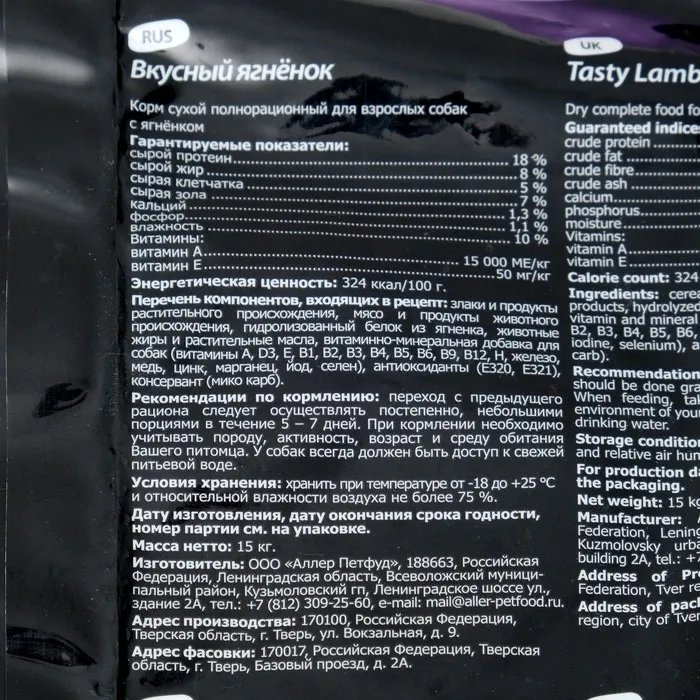 RUS
Вкусный ягнёнок
Корм сухой полнорационный для взрослых собак
с ягнёнком
Гарантируемые показатели:
сырой протеин 18 %
сырой жир 8 %
сырая клетчатка 5 %
сырая зола 7 %
кальций 1,3 %
фосфор 1,1 %
влажность 10 %
Витамины:
витамин А 15 000 МЕ/кг
витамин Е 50 мг/кг
Энергетическая ценность: 324 ккал/100 г.
Перечень компонентов, входящих в рецепт: злаки и продукты
растительного происхождения, мясо и продукты животного
происхождения, гидролизованный белок из ягненка, животные
жиры и растительные масла, витаминно-минеральная добавка для
собак (витамины А, D3, Е, В1, В2, В3, В4, В5, В6, В9, В12, Н, железо,
медь, цинк, марганец, йод, селен), антиоксиданты (Е320, Е321),
консервант (мико карб).
Рекомендации по кормлению: переход с предыдущего
рациона следует осуществлять постепенно, небольшими
порциями в течение 5 – 7 дней. При кормлении необходимо
учитывать породу, активность, возраст и среду обитания
Вашего питомца. У собак всегда должен быть доступ к свежей
питьевой воде.
Условия хранения: хранить при температуре от -18 до +25 °С
и относительной влажности воздуха не более 75 %.
Дату изготовления, дату окончания срока годности,
номер партии см. на упаковке.
Масса нетто: 15 кг.
Изготовитель: ООО «Аллер Петфуд», 188663, Российская
Федерация, Ленинградская область, Всеволожский муници-
пальный район, Кузьмоловский гп, Ленинградское шоссе ул.,
здание 2А, тел.: +7 (812) 309-25-60, e-mail: mail@aller-petfood.ru.
Адрес производства: 170100, Российская Федерация,
Тверская область, г. Тверь, ул. Вокзальная, д. 9.
Адрес фасовки: 170017, Российская Федерация, Тверская
область, г. Тверь, Базовый проезд, д. 2А.
UK
Tasty Lamb
Dry complete food fo
Guaranteed indice
crude protein
crude fat
crude fibre
crude ash
calcium
phosphorus
moisture
Vitamins:
vitamin A
vitamin E
Calorie count: 324
Ingredients: cere
products, hydrolyzed
vitamin and mineral
B2, B3, B4, B5, B6,
iodine, selenium), a
carb).
Recommendation
should be done gra
When feeding, tak
environment of you
drinking water.
Storage condition
and relative air hum
For production da
the packaging.
Net weight: 15 kg
Manufacturer: A
Federation, Lening
Kuzmolovsky urba
building 2A, tel.: +7
Address of Pr
Federation, Tver re
Address of pac
region, city of Tver